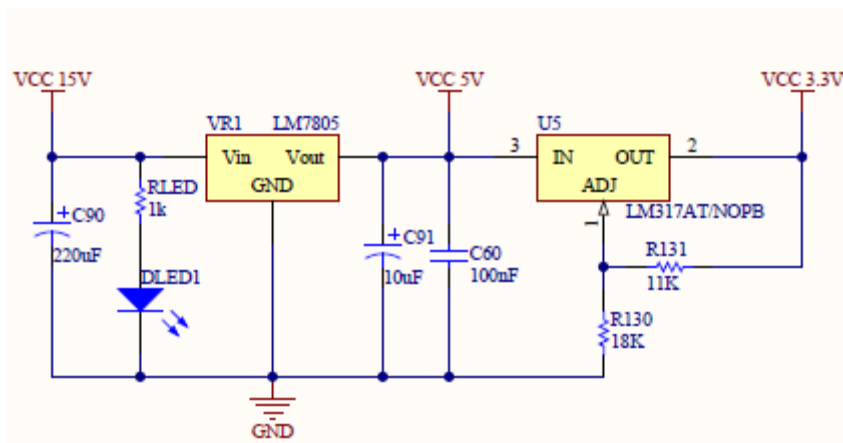 VCC 15V
VCC 5V
VCC 3.3V
VR1 LM7805
U5
Vin Vout
GND
3
IN OUT
ADJ
2
RLED
1k
LM317AT/NOPB
1
C90
220uF
C91
10uF
C60
100nF
R131
11K
DLED1
R130
18K
GND